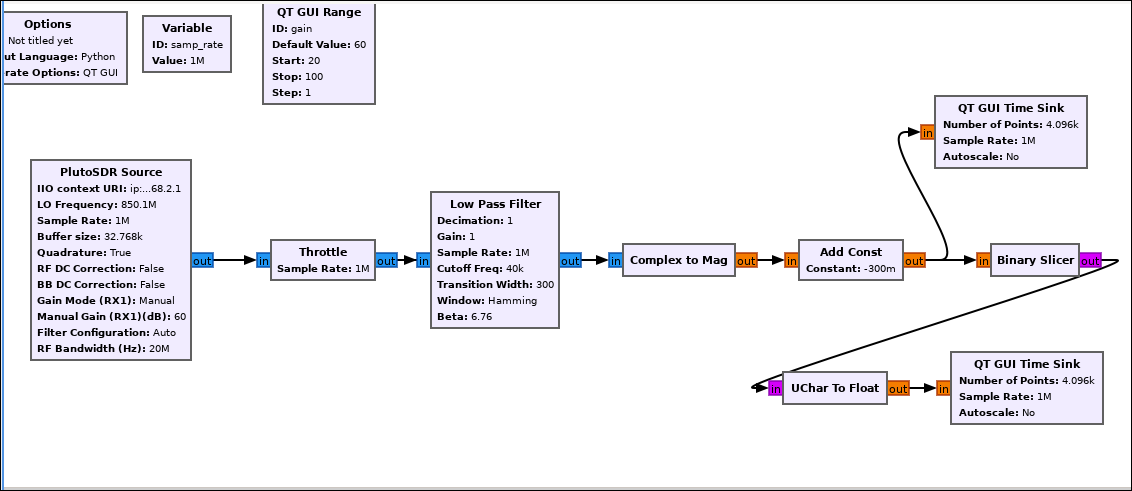 Options
Not titled yet
ut Language: Python
rate Options: QT GUI
Variable
ID: samp_rate
Value: 1M
QT GUI Range
ID: gain
Default Value: 60
Start: 20
Stop: 100
Step: 1
PlutoSDR Source
IIO context URI: ip:...68.2.1
LO Frequency: 850.1M
Sample Rate: 1M
Buffer size: 32.768k
Quadrature: True
RF DC Correction: False
BB DC Correction: False
Gain Mode (RX1): Manual
Manual Gain (RX1)(dB): 60
Filter Configuration: Auto
RF Bandwidth (Hz): 20M
out
in
Throttle
Sample Rate: 1M
out
in
Low Pass Filter
Decimation: 1
Gain: 1
Sample Rate: 1M
Cutoff Freq: 40k
Transition Width: 300
Window: Hamming
Beta: 6.76
out
in
Complex to Mag
out
in
Add Const
Constant: -300m
out
in
QT GUI Time Sink
Number of Points: 4.096k
Sample Rate: 1M
Autoscale: No
in
Binary Slicer
out
in
UChar To Float
out
in
QT GUI Time Sink
Number of Points: 4.096k
Sample Rate: 1M
Autoscale: No